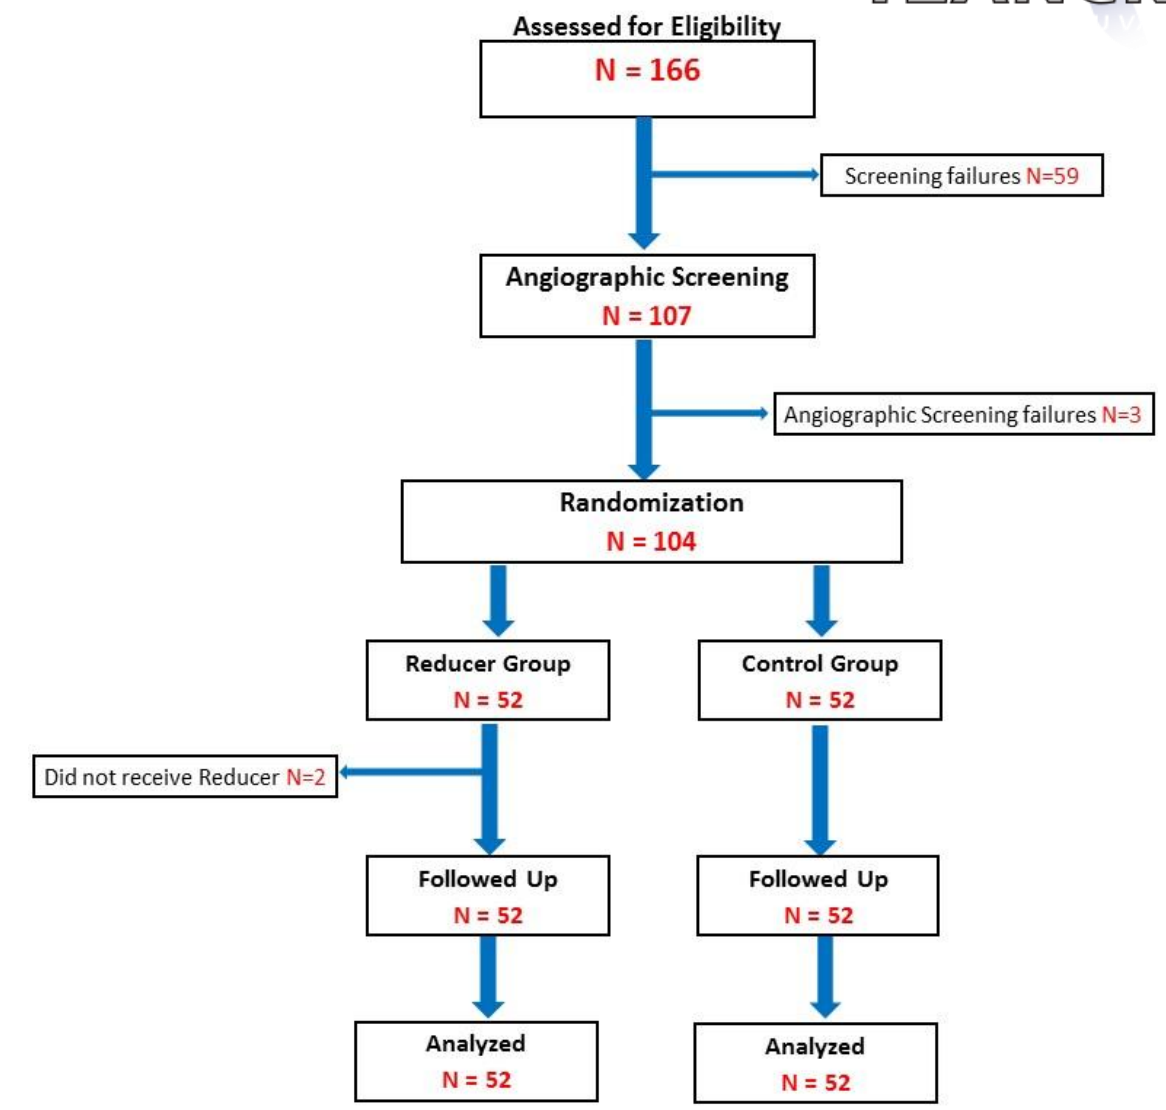 Assessed for Eligibility
N = 166
Screening failures N=59
Angiographic Screening
N = 107
Angiographic Screening failures N=3
Randomization
N = 104
Reducer Group
N = 52
Control Group
N = 52
Did not receive Reducer N=2
Followed Up
N = 52
Followed Up
N = 52
Analyzed
N = 52
Analyzed
N = 52